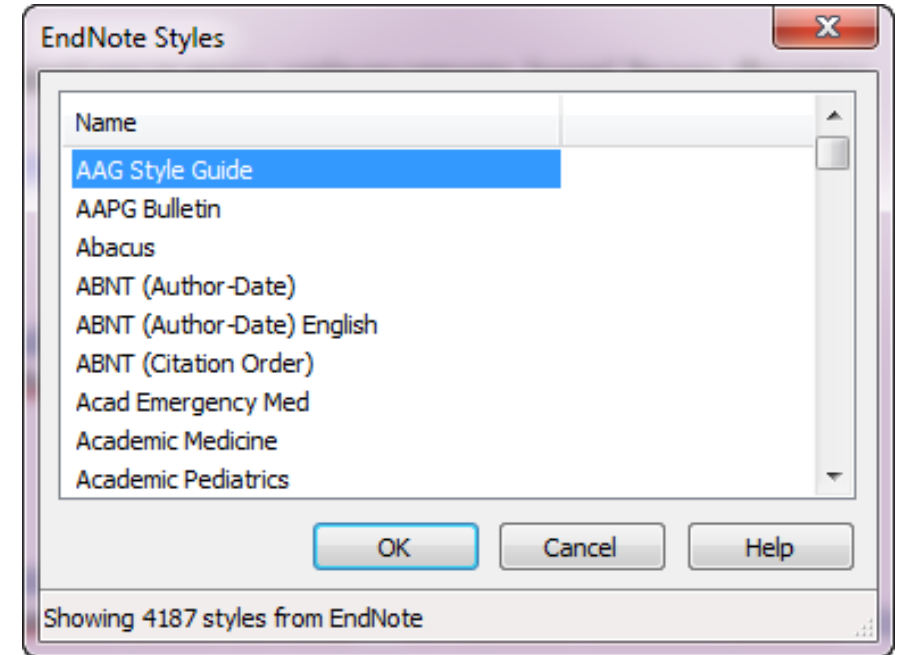 EndNote Styles
Name
AAG Style Guide
AAPG Bulletin
Abacus
ABNT (Author-Date)
ABNT (Author-Date) English
ABNT (Citation Order)
Acad Emergency Med
Academic Medicine
Academic Pediatrics
OK Cancel Help
Showing 4187 styles from EndNote